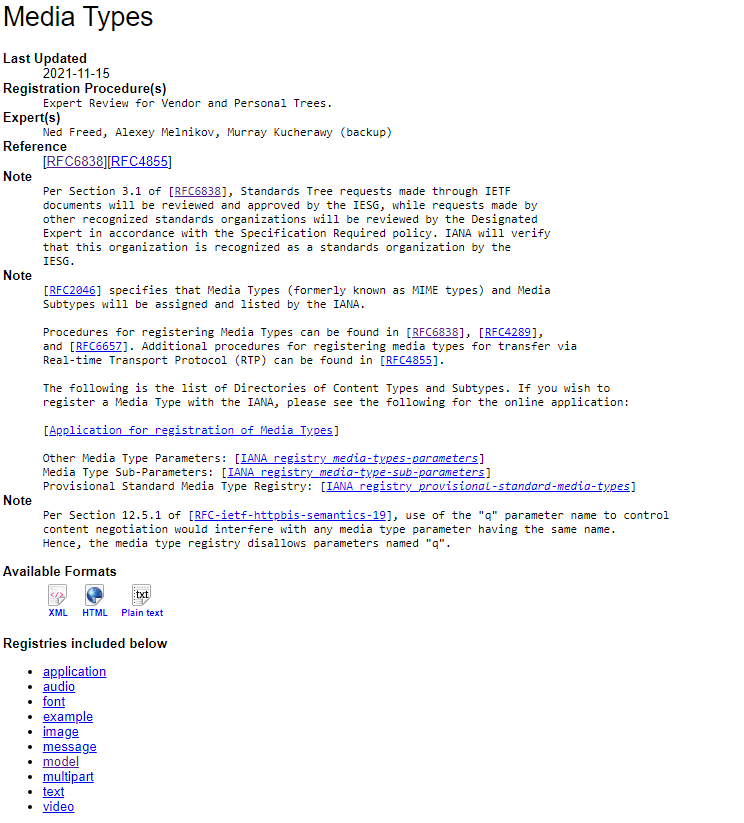 Media Types
Last Updated
2021-11-15
Registration Procedure(s)
Expert Review for Vendor and Personal Trees.
Expert(s)
Ned Freed, Alexey Melnikov, Murray Kucherawy (backup)
Reference
[RFC6838][RFC4855]
Note
Per Section 3.1 of [RFC6838], Standards Tree requests made through IETF
documents will be reviewed and approved by the IESG, while requests made by
other recognized standards organizations will be reviewed by the Designated
Expert in accordance with the Specification Required policy. IANA will verify
that this organization is recognized as a standards organization by the
IESG.
Note
[RFC2046] specifies that Media Types (formerly known as MIME types) and Media
Subtypes will be assigned and listed by the IANA.
Procedures for registering Media Types can be found in [RFC6838], [RFC4289],
and [RFC6657]. Additional procedures for registering media types for transfer via
Real-time Transport Protocol (RTP) can be found in [RFC4855].
The following is the list of Directories of Content Types and Subtypes. If you wish to
register a Media Type with the IANA, please see the following for the online application:
[Application for registration of Media Types]
Other Media Type Parameters: [IANA registry media-types-parameters]
Media Type Sub-Parameters: [IANA registry media-type-sub-parameters]
Provisional Standard Media Type Registry: [IANA registry provisional-standard-media-types]
Note
Per Section 12.5.1 of [RFC-ietf-httpbis-semantics-19], use of the "q" parameter name to control
content negotiation would interfere with any media type parameter having the same name.
Hence, the media type registry disallows parameters named "q".
Available Formats
</> txt
XML HTML Plain text
Registries included below
• application
• audio
• font
• example
• image
• message
• model
• multipart
• text
• video